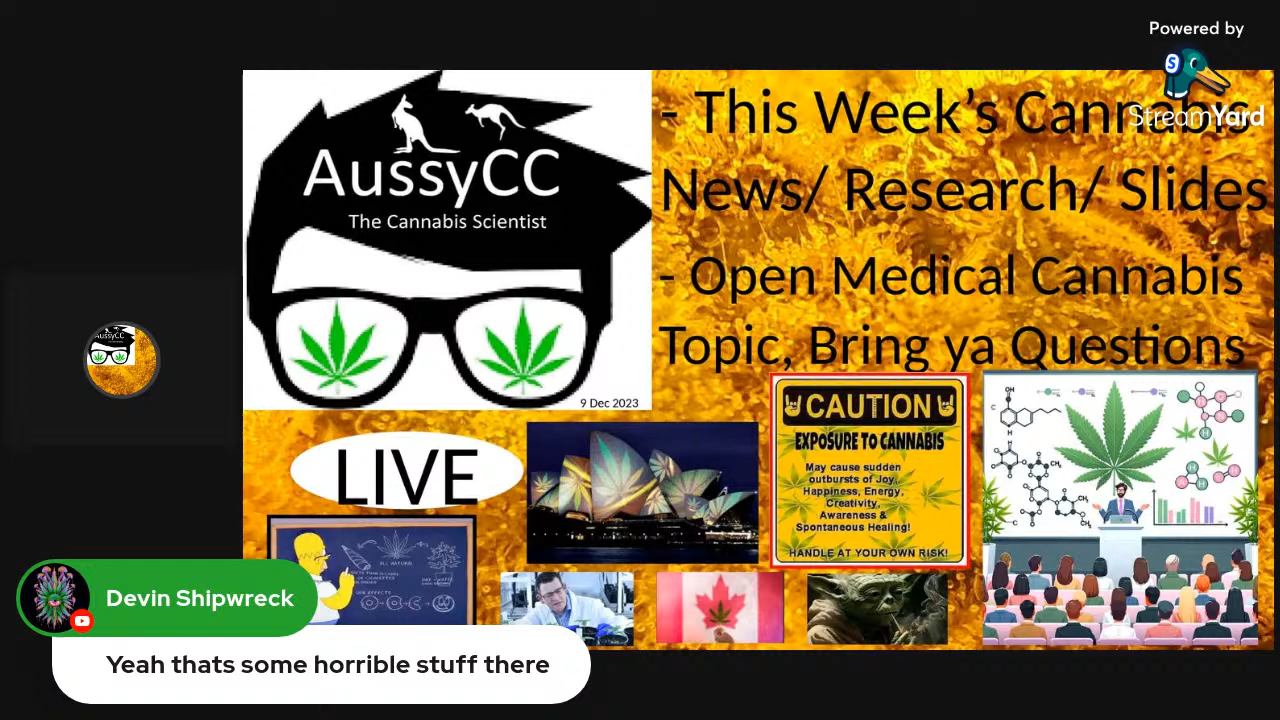 Powered by
StreamYard
AussyCC
The Cannabis Scientist
9 Dec 2023
- This Week's Cannabis
News/ Research/ Slides
- Open Medical Cannabis
Topic, Bring ya Questions
LIVE
CAUTION
EXPOSURE TO CANNABIS
May cause sudden
outbursts of Joy,
Happiness, Energy,
Creativity,
Awareness &
Spontaneous Healing!
HANDLE AT YOUR OWN RISK!
ALL NATURAL
Devin Shipwreck
Yeah thats some horrible stuff there